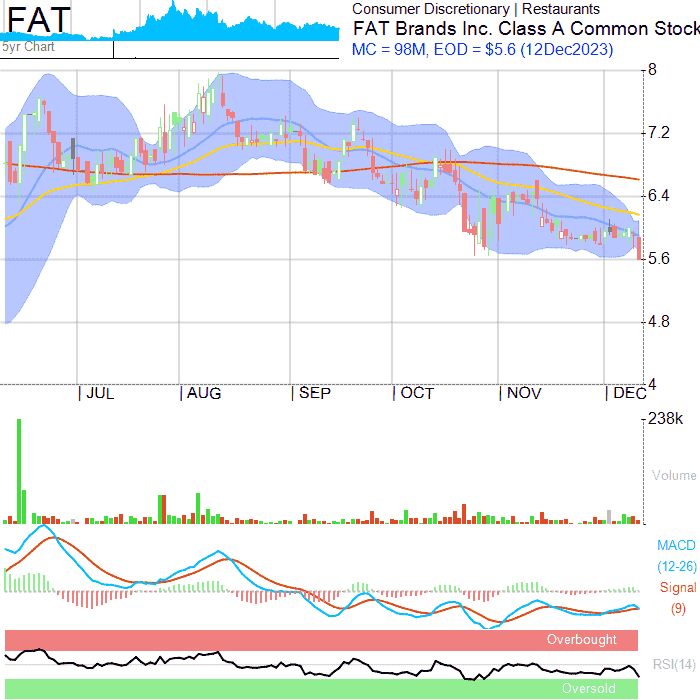 FAT
5yr Chart
Consumer Discretionary | Restaurants
FAT Brands Inc. Class A Common Stock
MC = 98M, EOD = $5.6 (12Dec2023)
8
7.2
6.4
5.6
4.8
4
JUL AUG SEP OCT NOV DEC
238k
Volume
MACD
(12-26)
Signal
(9)
Overbought
RSI(14)
Oversold